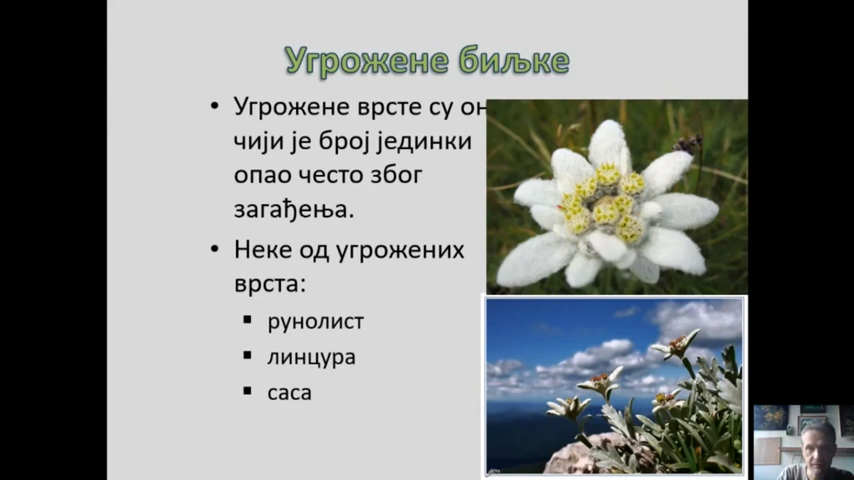 Угрожене биљке
• Угрожене врсте су он
чији је број јединки
опао често због
загађења.
• Неке од угрожених
врста:
▪ рунолист
▪ линцура
▪ саса